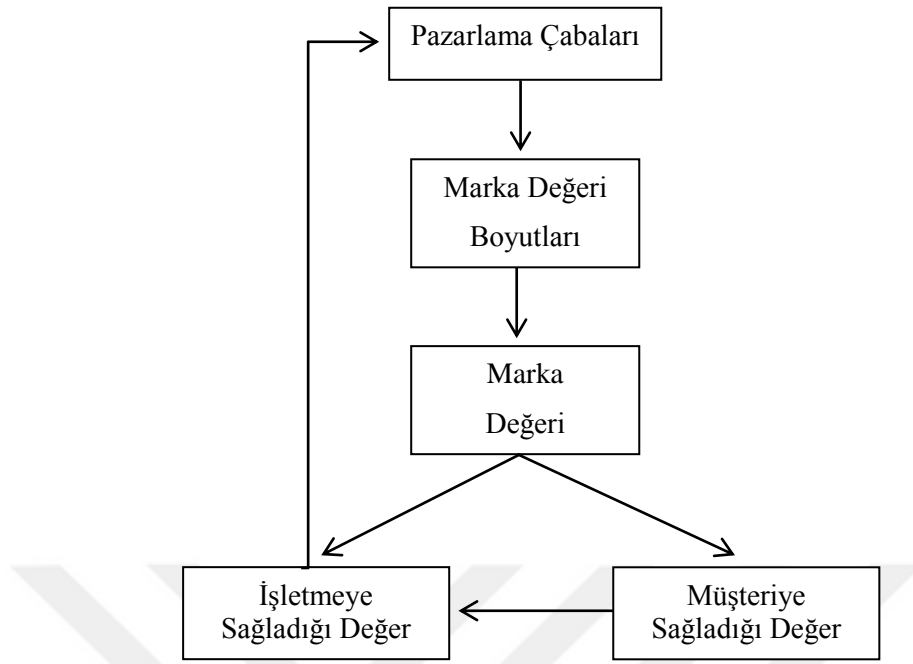 Pazarlama Çabaları
Marka Değeri
Boyutları
Marka
Değeri
İşletmeye
Sağladığı Değer
Müşteriye
Sağladığı Değer